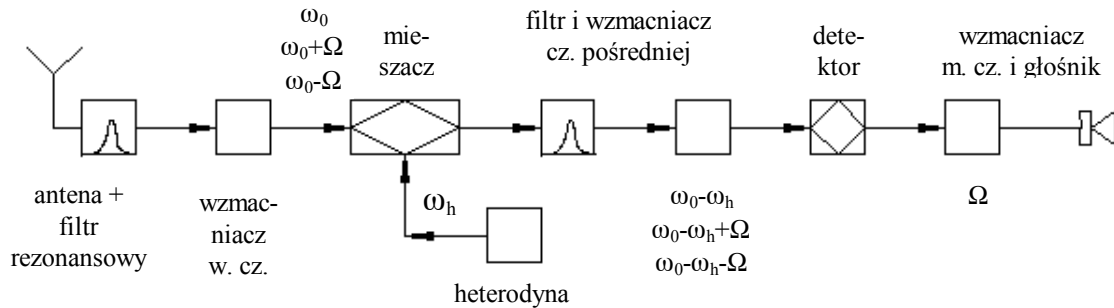 ω₀
ω₀+Ω
ω₀-Ω
mie-
szacz
filtr i wzmacniacz
cz. pośredniej
dete-
ktor
wzmacniacz
m. cz. i głośnik
antena +
filtr
rezonansowy
wzmac-
niacz
w. cz.
ωₕ
heterodyna
ω₀-ωₕ
ω₀-ωₕ+Ω
ω₀-ωₕ-Ω
Ω